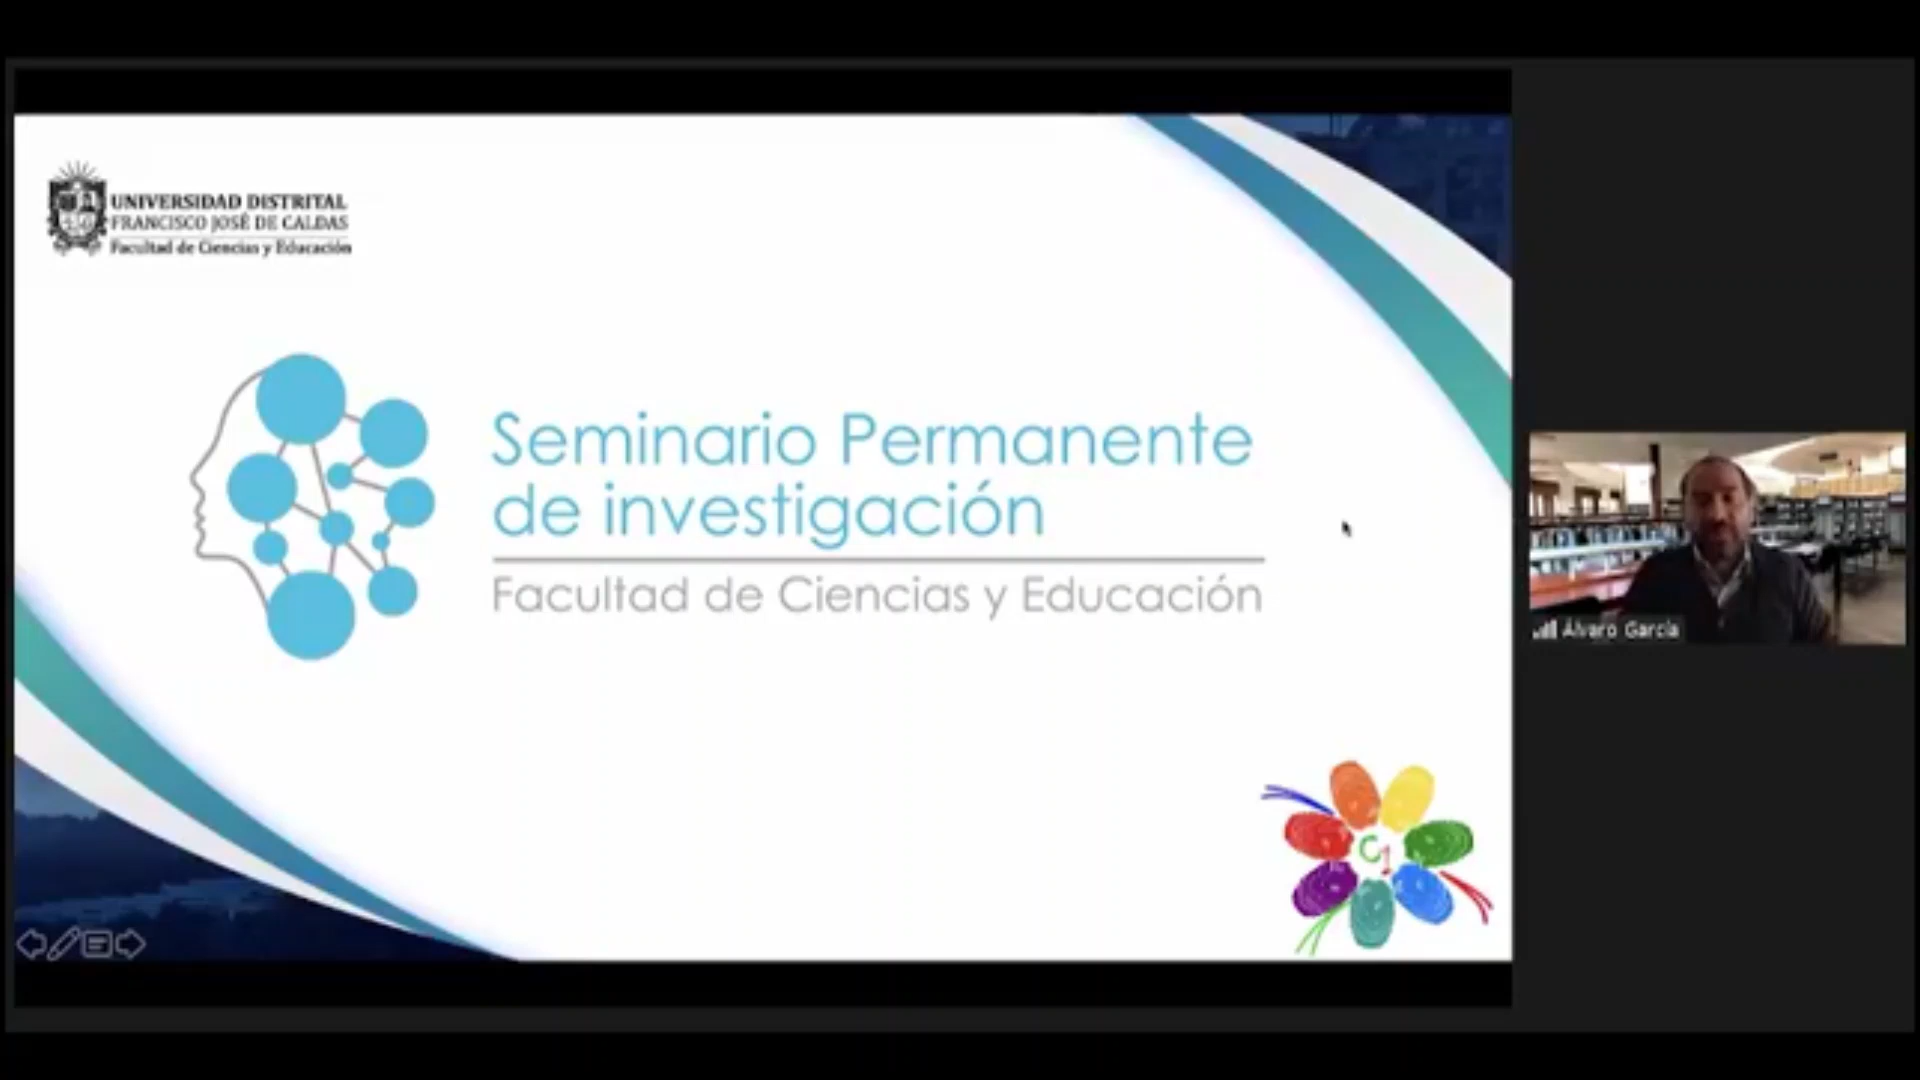 UNIVERSIDAD DISTRITAL
FRANCISCO JOSÉ DE CALDAS
Facultad de Ciencias y Educación
Seminario Permanente
de investigación
Facultad de Ciencias y Educación
C1
Álvaro García